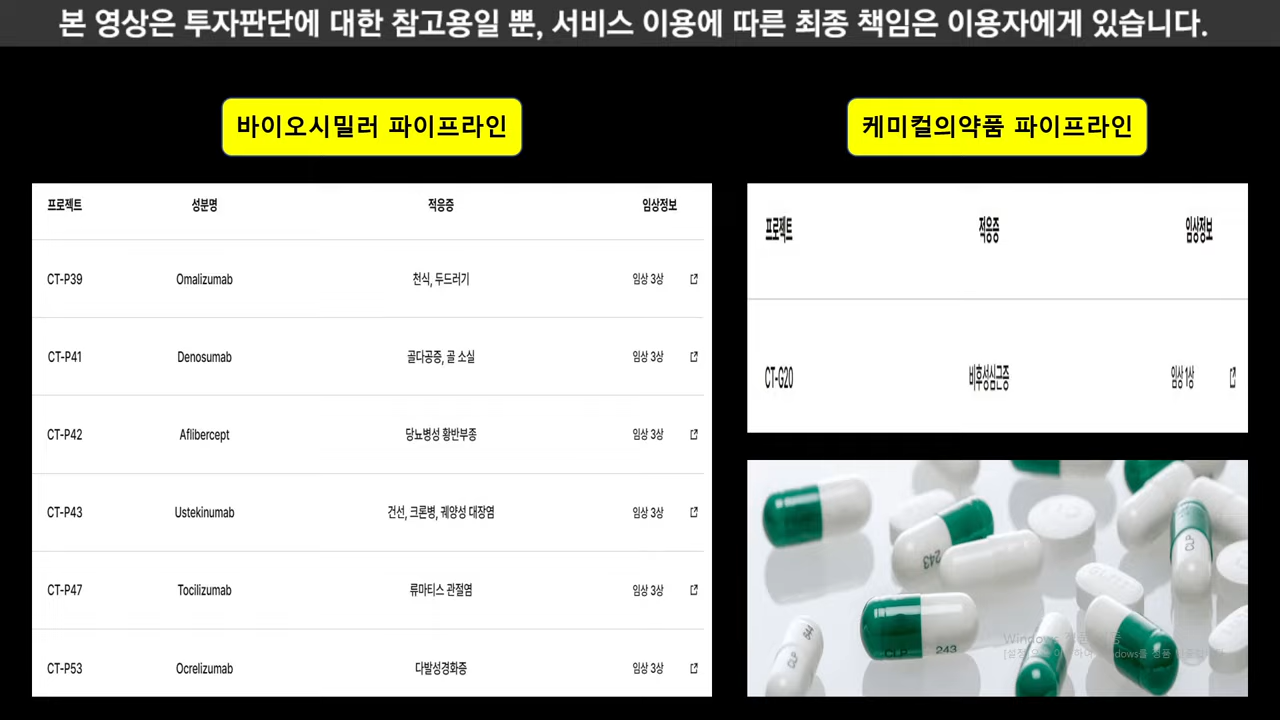 본 영상은 투자판단에 대한 참고용일 뿐, 서비스 이용에 따른 최종 책임은 이용자에게 있습니다.
바이오시밀러 파이프라인
프로젝트 성분명 적응증 임상정보
CT-P39 Omalizumab 천식, 두드러기 임상 3상
CT-P41 Denosumab 골다공증, 골 소실 임상 3상
CT-P42 Aflibercept 당뇨병성 황반부종 임상 3상
CT-P43 Ustekinumab 건선, 크론병, 궤양성 대장염 임상 3상
CT-P47 Tocilizumab 류마티스 관절염 임상 3상
CT-P53 Ocrelizumab 다발성경화증 임상 3상
케미컬의약품 파이프라인
프로젝트 적응증 임상정보
CT-G20 비후성심근증 임상 1상
243
CLP
CLP 243
644
CLP
Windows